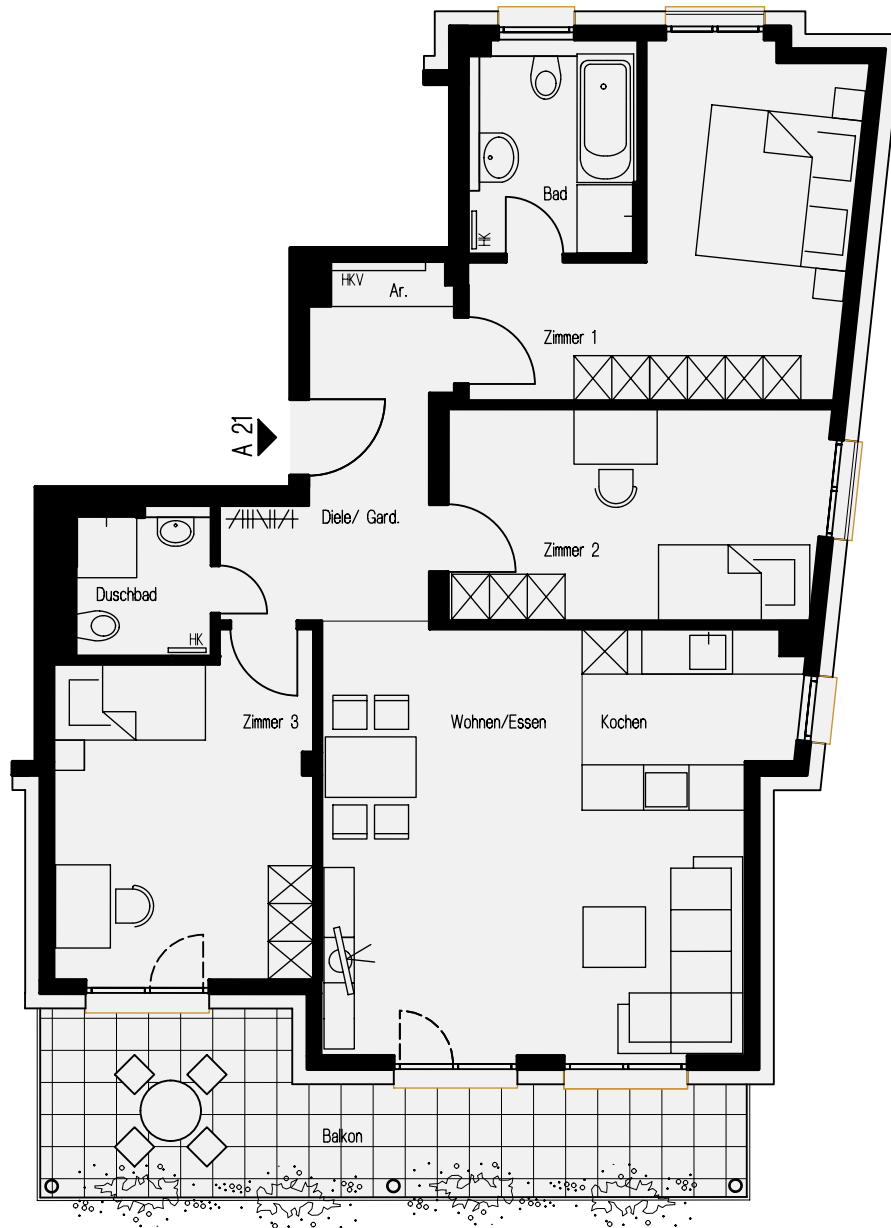 Bad
HK
HKV
Ar.
Zimmer 1
A 21
Diele/ Gard.
Zimmer 2
Duschbad
HK
Zimmer 3
Wohnen/Essen
Kochen
Balkon